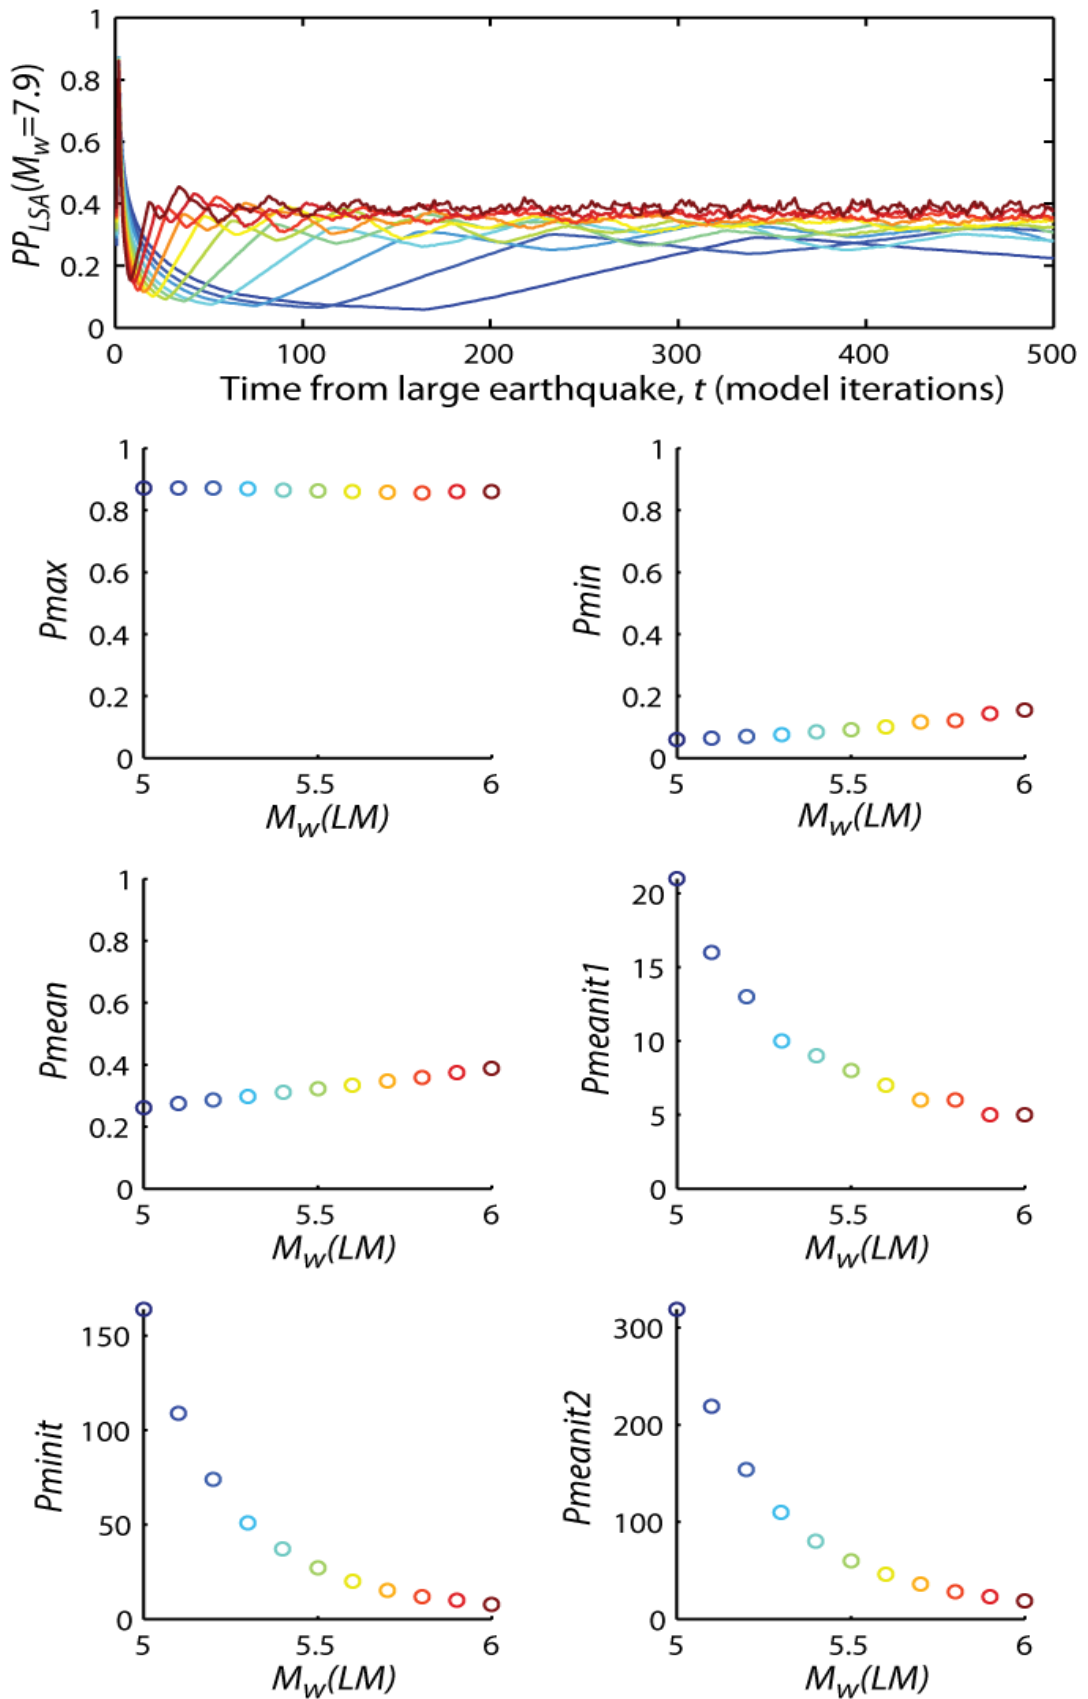 1
0.8
0.6
0.4
0.2
0
PP_LSA(M_w=7.9)
0 100 200 300 400 500
Time from large earthquake, t (model iterations)
1
0.8
0.6
0.4
0.2
0
Pmax
5 5.5 6
M_w(LM)
1
0.8
0.6
0.4
0.2
0
Pmin
5 5.5 6
M_w(LM)
1
0.8
0.6
0.4
0.2
0
Pmean
5 5.5 6
M_w(LM)
20
15
10
5
0
Pmeanit1
5 5.5 6
M_w(LM)
150
100
50
0
Pminit
5 5.5 6
M_w(LM)
300
200
100
0
Pmeanit2
5 5.5 6
M_w(LM)